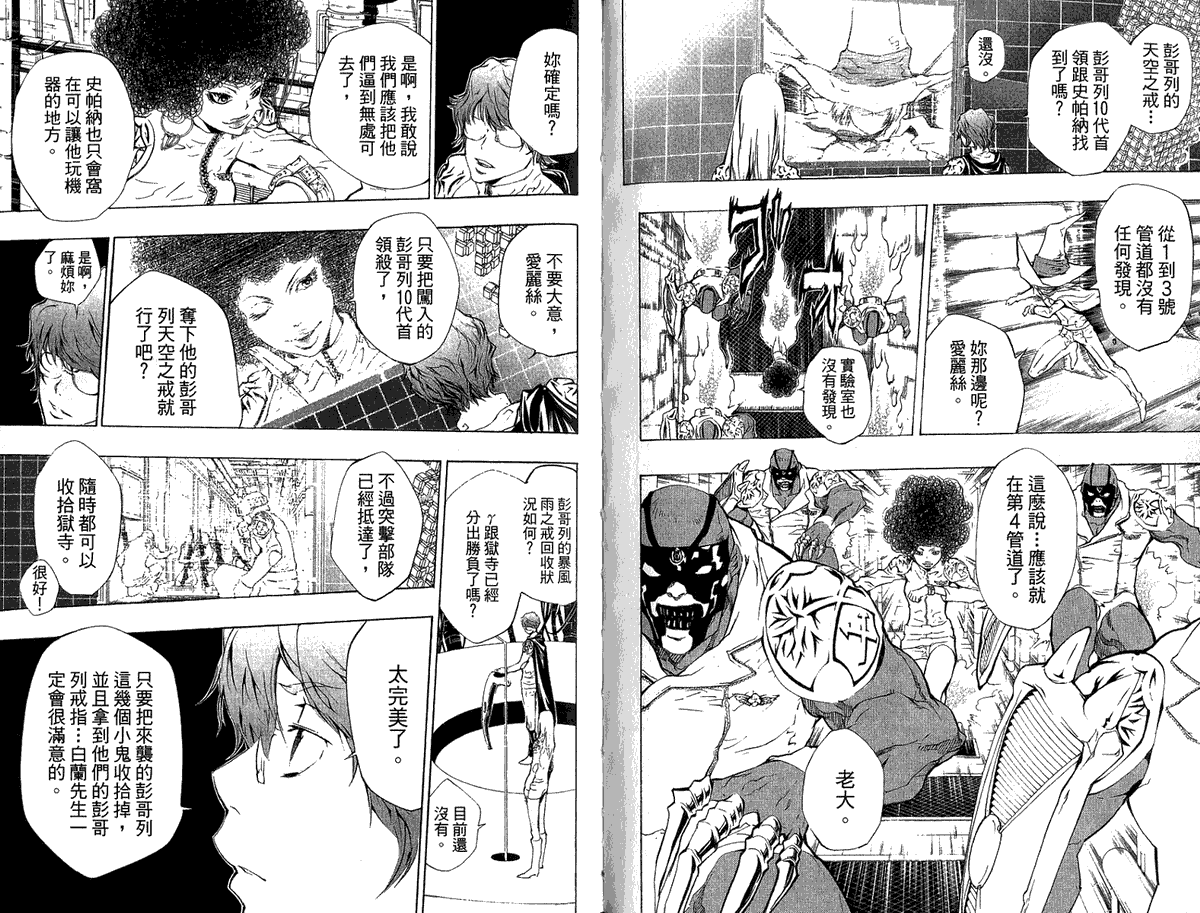 彭哥列的
天空之戒…
彭哥列10代首
領跟史帕納找
到了嗎？
還沒。
從1到3號
管道都沒有
任何發現。
妳那邊呢？
愛麗絲。
實驗室也
沒有發現。
這麼說…應該就
在第4管道了。
老大。
妳確定嗎？
是啊，我敢說
我們應該把他
們逼到無處可
去了，
史帕納也只會窩
在可以讓他玩機
器的地方。
不要大意，
愛麗絲。
只要把闖入的
彭哥列10代首
領殺了，
奪下他的彭哥
列天空之戒就
行了吧？
是啊，
麻煩妳
了。
彭哥列的暴風
雨之戒回收狀
況如何？
γ跟獄寺已經
分出勝負了嗎？
目前還
沒有。
不過突擊部隊
已經抵達了，
隨時都可以
收拾獄寺。
很好！
太完美了。
只要把來襲的彭哥列
這幾個小鬼收拾掉，
並且拿到他們的彭哥
列戒指…白蘭先生一
定會很滿意的。